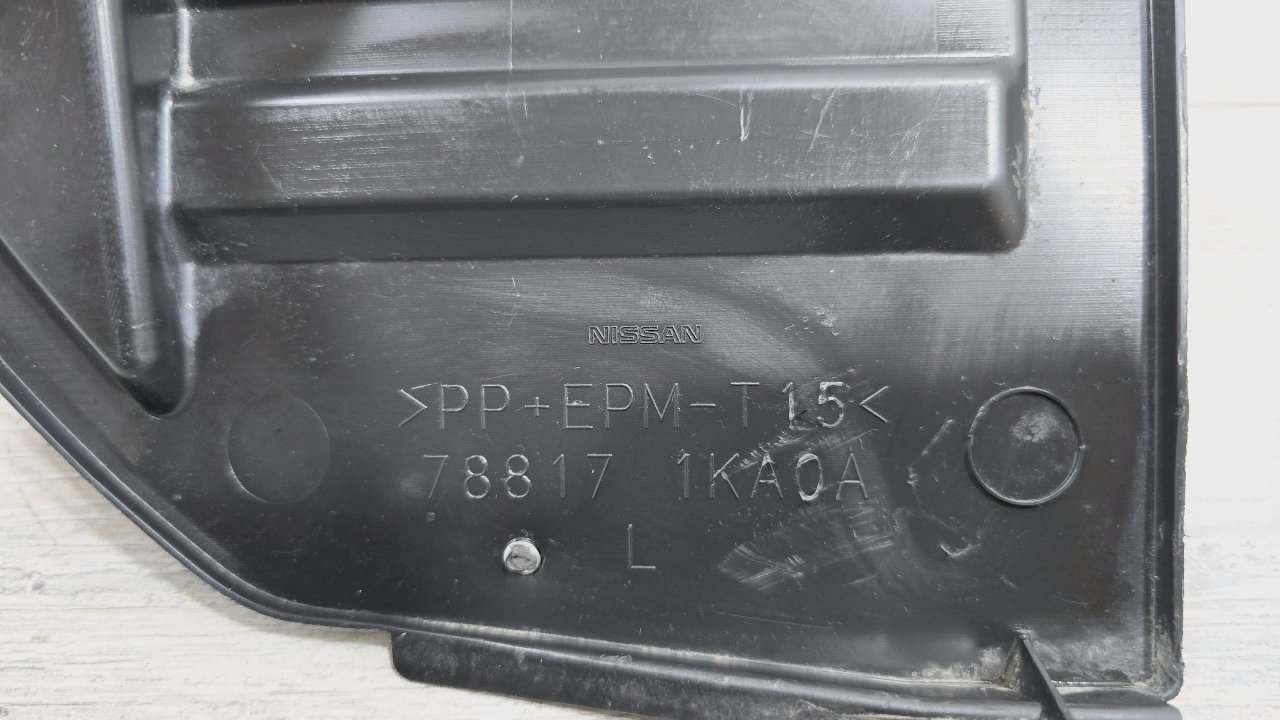 NISSAN
>PP+EPM-T15<
78817 1KA0A
L